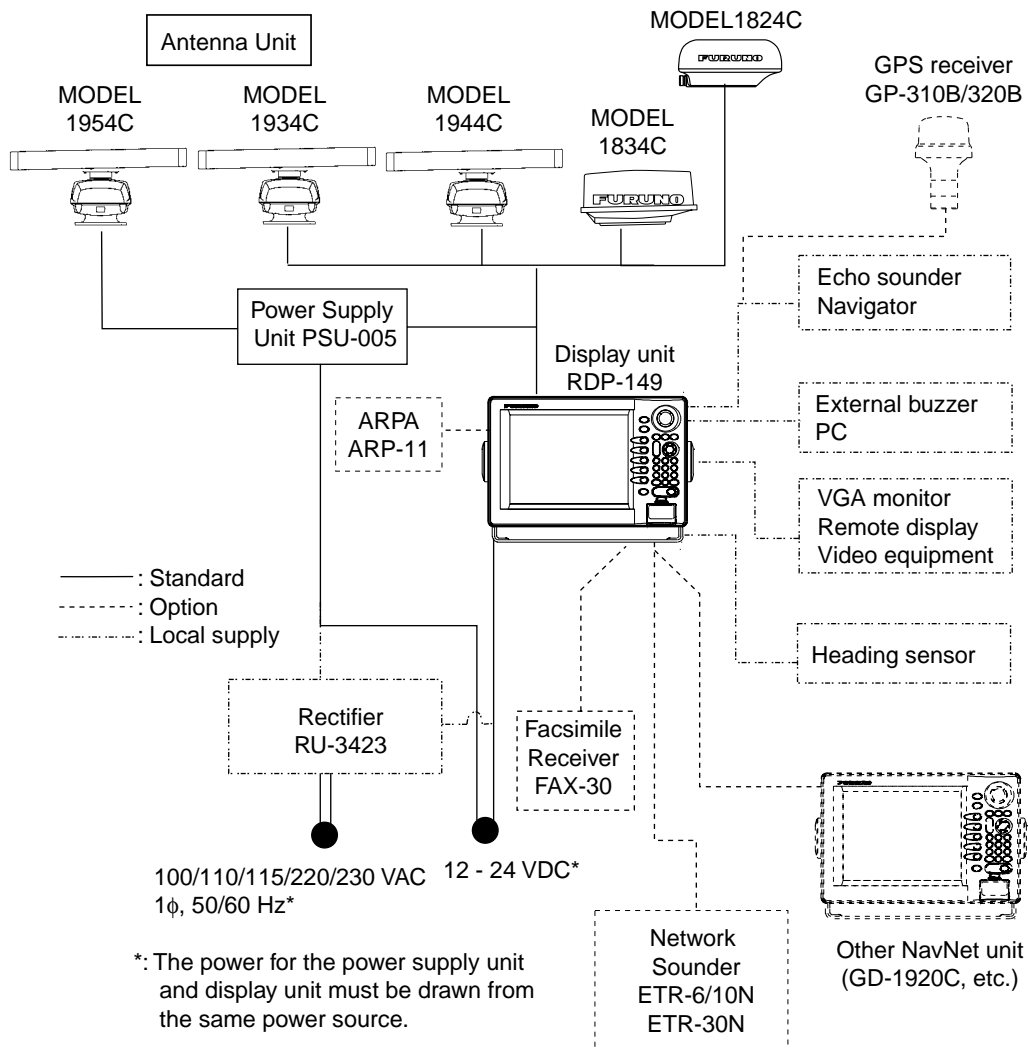 Antenna Unit
MODEL1824C
FURUNO
GPS receiver
GP-310B/320B
MODEL
1954C
MODEL
1934C
MODEL
1944C
MODEL
1834C
FURUNO
Echo sounder
Navigator
Power Supply
Unit PSU-005
Display unit
RDP-149
ARPA
ARP-11
External buzzer
PC
VGA monitor
Remote display
Video equipment
: Standard
: Option
: Local supply
Heading sensor
Rectifier
RU-3423
Facsimile
Receiver
FAX-30
100/110/115/220/230 VAC
1ϕ, 50/60 Hz*
12 - 24 VDC*
*: The power for the power supply unit
and display unit must be drawn from
the same power source.
Network
Sounder
ETR-6/10N
ETR-30N
Other NavNet unit
(GD-1920C, etc.)